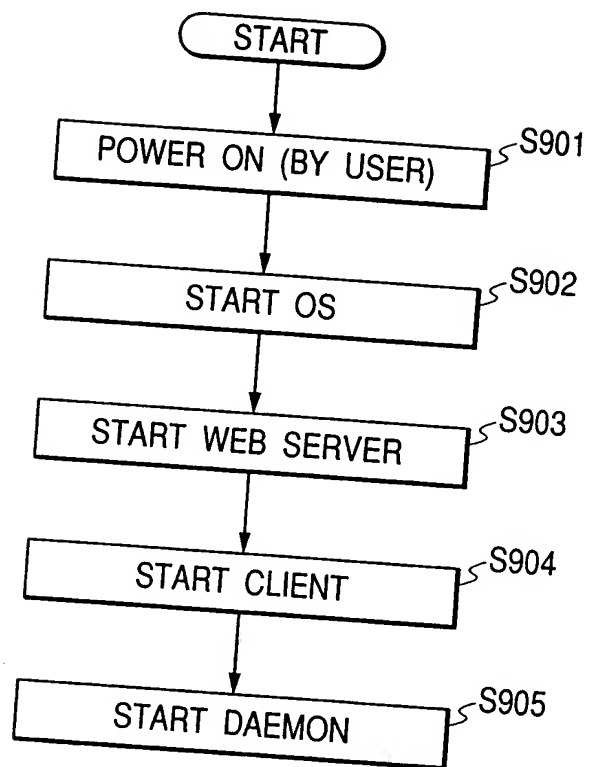 START
POWER ON (BY USER)
S901
START OS
S902
START WEB SERVER
S903
START CLIENT
S904
START DAEMON
S905